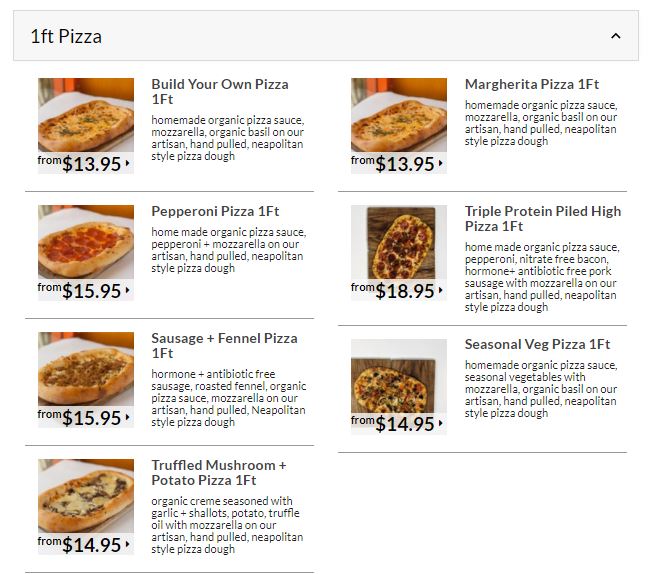 1ft Pizza
Build Your Own Pizza
1Ft
homemade organic pizza sauce,
mozzarella, organic basil on our
artisan, hand pulled, neapolitan
style pizza dough
from$13.95
Margherita Pizza 1Ft
homemade organic pizza sauce,
mozzarella, organic basil on our
artisan, hand pulled, neapolitan
style pizza dough
from$13.95
Pepperoni Pizza 1Ft
home made organic pizza sauce,
pepperoni + mozzarella on our
artisan, hand pulled, neapolitan
style pizza dough
from$15.95
Triple Protein Piled High
Pizza 1Ft
home made organic pizza sauce,
pepperoni, nitrate free bacon,
hormone+ antibiotic free pork
sausage with mozzarella on our
artisan, hand pulled, neapolitan
style pizza dough
from$18.95
Sausage + Fennel Pizza
1Ft
hormone + antibiotic free
sausage, roasted fennel, organic
pizza sauce, mozzarella on our
artisan, hand pulled, Neapolitan
style pizza dough
from$15.95
Seasonal Veg Pizza 1Ft
homemade organic pizza sauce,
seasonal vegetables with
mozzarella, organic basil on our
artisan, hand pulled, neapolitan
style pizza dough
from$14.95
Truffled Mushroom +
Potato Pizza 1Ft
organic creme seasoned with
garlic + shallots, potato, truffle
oil with mozzarella on our
artisan, hand pulled, neapolitan
style pizza dough
from$14.95